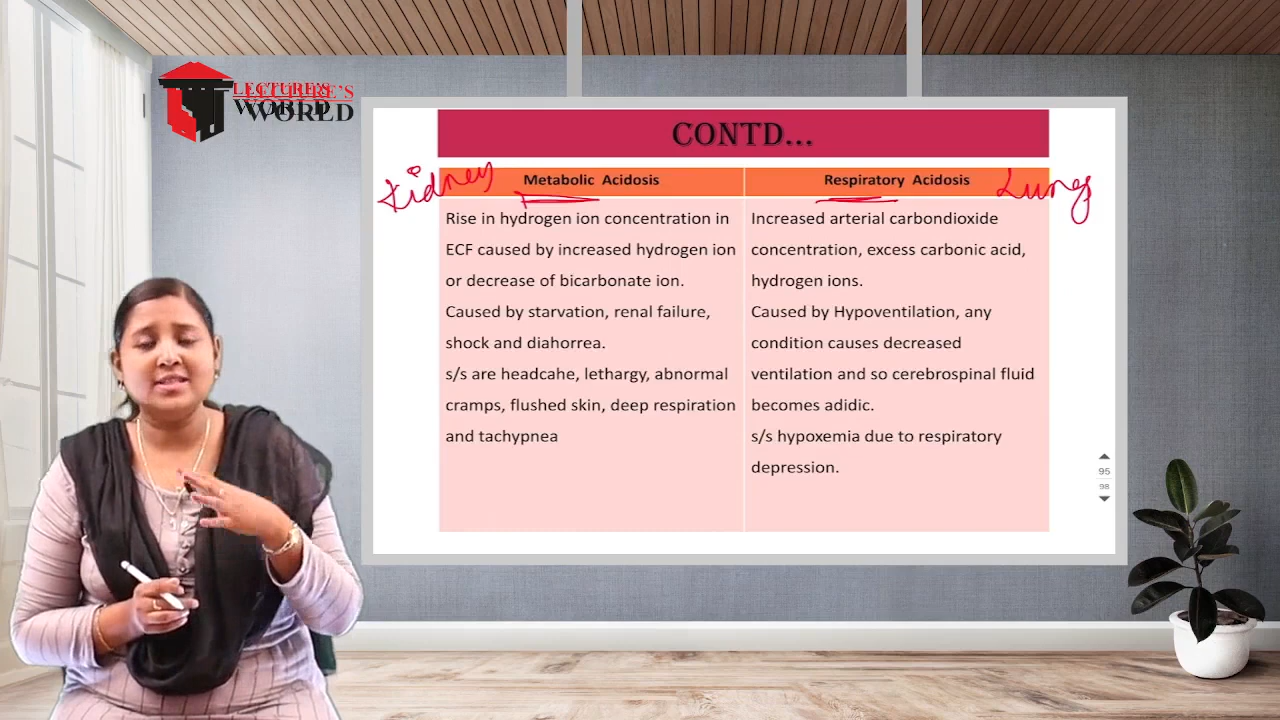 LECTURE'S
WORLD
CONTD...
Kidney
Metabolic Acidosis
Respiratory Acidosis
Lungs
Rise in hydrogen ion concentration in
ECF caused by increased hydrogen ion
or decrease of bicarbonate ion.
Caused by starvation, renal failure,
shock and diahorrea.
s/s are headcahe, lethargy, abnormal
cramps, flushed skin, deep respiration
and tachypnea
Increased arterial carbondioxide
concentration, excess carbonic acid,
hydrogen ions.
Caused by Hypoventilation, any
condition causes decreased
ventilation and so cerebrospinal fluid
becomes adidic.
s/s hypoxemia due to respiratory
depression.
95
98